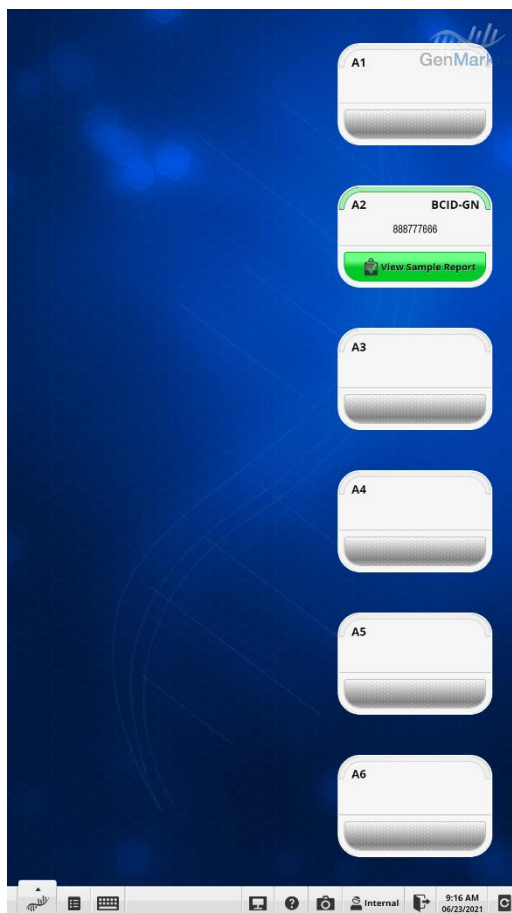 A1
GenMark
A2 BCID-GN
888777666
View Sample Report
A3
A4
A5
A6
Internal
9:16 AM
06/23/2021